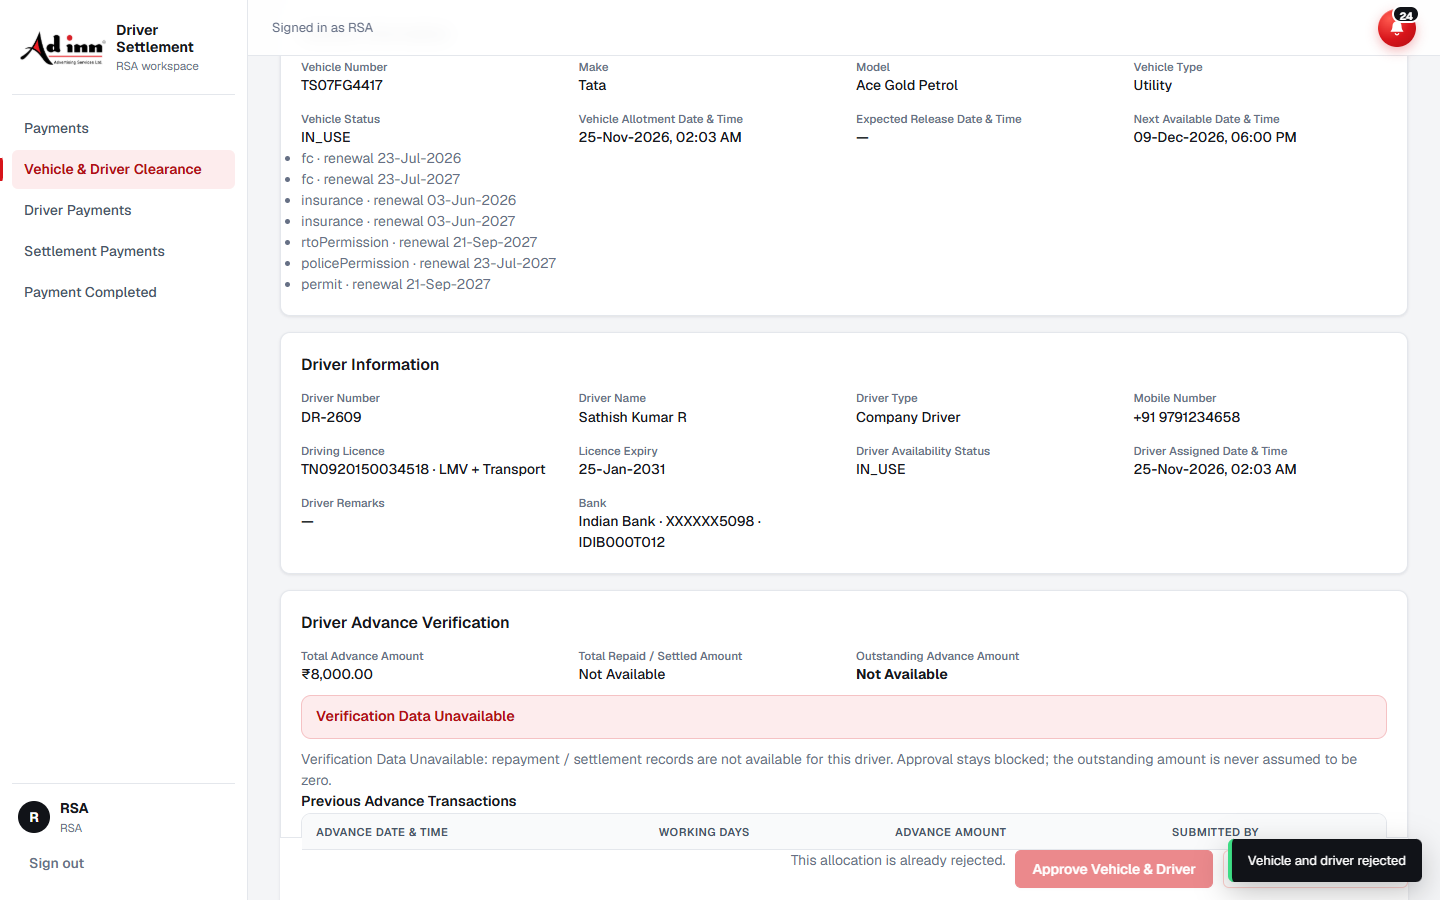 Ad inn
Advertising Services Ltd
Driver
Settlement
RSA workspace
Signed in as RSA
24
Payments
Vehicle & Driver Clearance
Driver Payments
Settlement Payments
Payment Completed
Vehicle Number
Make
Model
Vehicle Type
TS07FG4417
Tata
Ace Gold Petrol
Utility
Vehicle Status
Vehicle Allotment Date & Time
Expected Release Date & Time
Next Available Date & Time
IN_USE
25-Nov-2026, 02:03 AM
—
09-Dec-2026, 06:00 PM
• fc · renewal 23-Jul-2026
• fc · renewal 23-Jul-2027
• insurance · renewal 03-Jun-2026
• insurance · renewal 03-Jun-2027
• rtoPermission · renewal 21-Sep-2027
• policePermission · renewal 23-Jul-2027
• permit · renewal 21-Sep-2027
Driver Information
Driver Number
Driver Name
Driver Type
Mobile Number
DR-2609
Sathish Kumar R
Company Driver
+91 9791234658
Driving Licence
Licence Expiry
Driver Availability Status
Driver Assigned Date & Time
TN0920150034518 · LMV + Transport
25-Jan-2031
IN_USE
25-Nov-2026, 02:03 AM
Driver Remarks
Bank
—
Indian Bank · XXXXXX5098 ·
IDIB000T012
Driver Advance Verification
Total Advance Amount
Total Repaid / Settled Amount
Outstanding Advance Amount
₹8,000.00
Not Available
Not Available
Verification Data Unavailable
Verification Data Unavailable: repayment / settlement records are not available for this driver. Approval stays blocked; the outstanding amount is never assumed to be
zero.
Previous Advance Transactions
ADVANCE DATE & TIME
WORKING DAYS
ADVANCE AMOUNT
SUBMITTED BY
This allocation is already rejected.
Approve Vehicle & Driver
Vehicle and driver rejected
R
RSA
RSA
Sign out